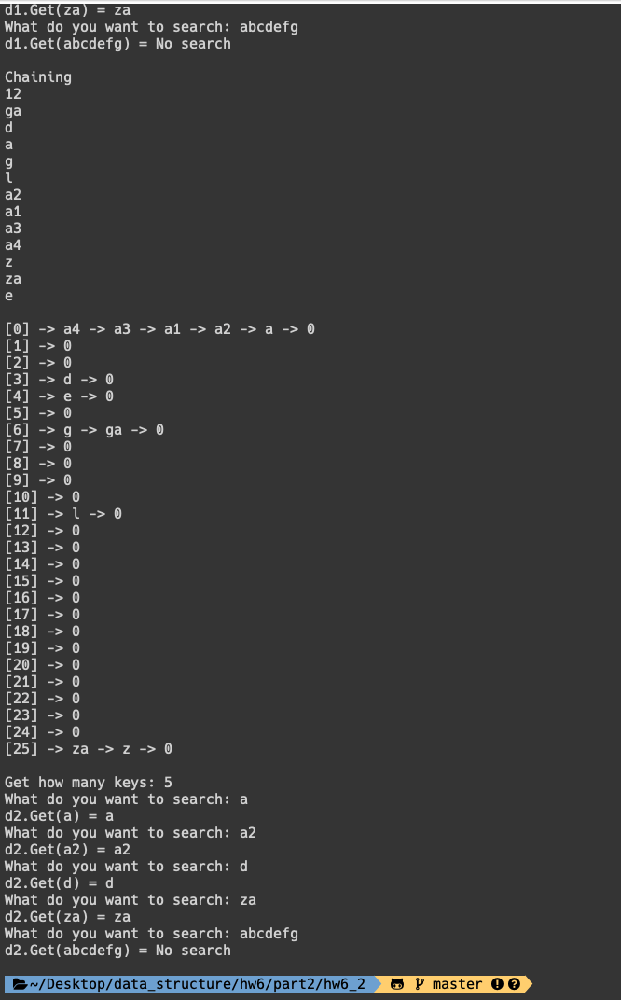 d1.Get(za) = za
What do you want to search: abcdefg
d1.Get(abcdefg) = No search
Chaining
12
ga
d
a
g
l
a2
a1
a3
a4
z
za
e
[0] -> a4 -> a3 -> a1 -> a2 -> a -> 0
[1] -> 0
[2] -> 0
[3] -> d -> 0
[4] -> e -> 0
[5] -> 0
[6] -> g -> ga -> 0
[7] -> 0
[8] -> 0
[9] -> 0
[10] -> 0
[11] -> l -> 0
[12] -> 0
[13] -> 0
[14] -> 0
[15] -> 0
[16] -> 0
[17] -> 0
[18] -> 0
[19] -> 0
[20] -> 0
[21] -> 0
[22] -> 0
[23] -> 0
[24] -> 0
[25] -> za -> z -> 0
Get how many keys: 5
What do you want to search: a
d2.Get(a) = a
What do you want to search: a2
d2.Get(a2) = a2
What do you want to search: d
d2.Get(d) = d
What do you want to search: za
d2.Get(za) = za
What do you want to search: abcdefg
d2.Get(abcdefg) = No search
~/Desktop/data_structure/hw6/part2/hw6_2 master